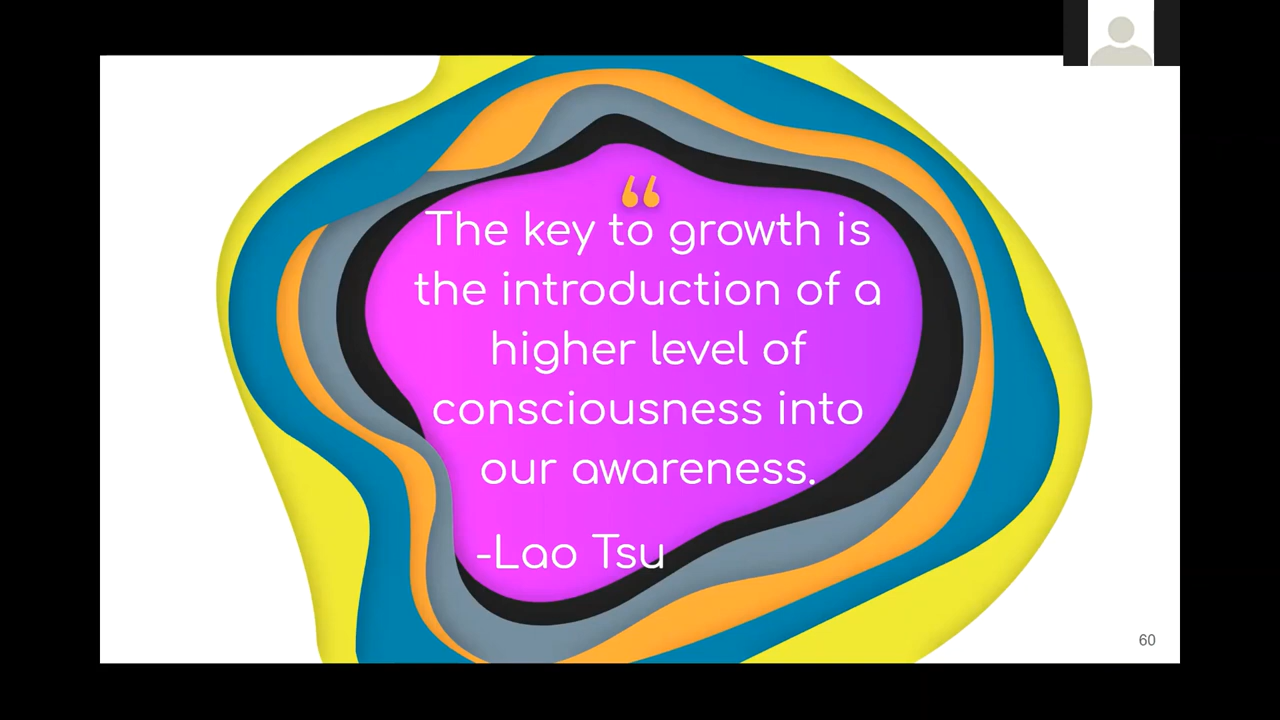 “
The key to growth is
the introduction of a
higher level of
consciousness into
our awareness.
-Lao Tsu
60